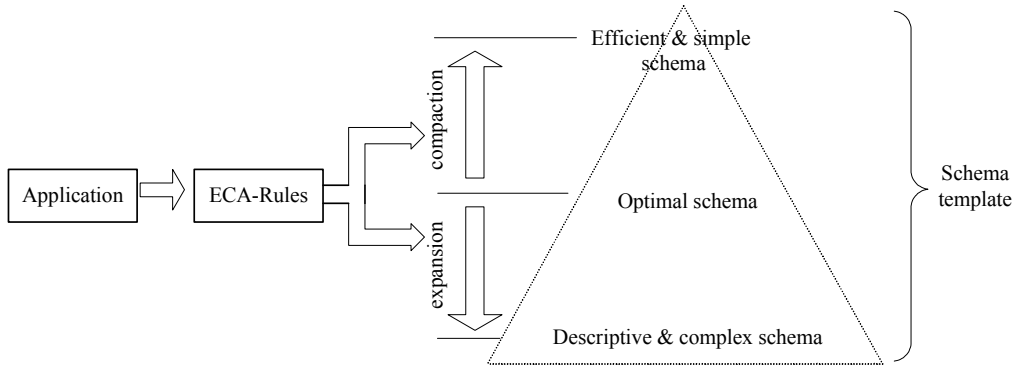 Application
ECA-Rules
compaction
expansion
Efficient & simple
schema
Optimal schema
Descriptive & complex schema
Schema
template